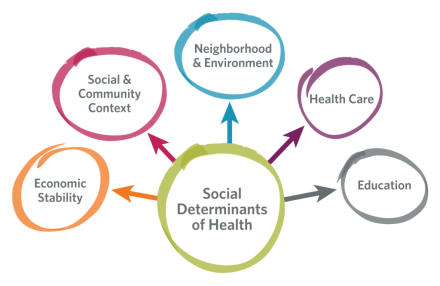 Neighborhood
& Environment
Social &
Community
Context
Health Care
Economic
Stability
Social
Determinants
of Health
Education